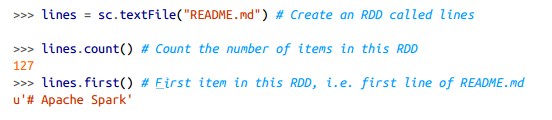 >>> lines = sc.textFile("README.md") # Create an RDD called lines
>>> lines.count() # Count the number of items in this RDD
127
>>> lines.first() # First item in this RDD, i.e. first line of README.md
u'# Apache Spark'